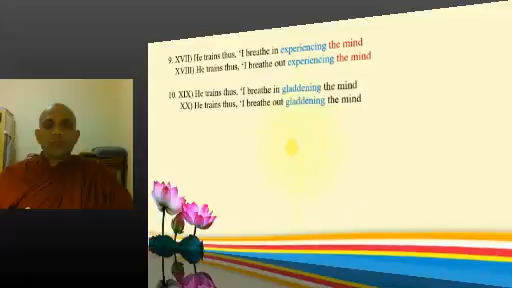 9. XVII) He trains thus, 'I breathe in experiencing the mind
XVIII) He trains thus, 'I breathe out experiencing the mind
10. XIX) He trains thus, 'I breathe in gladdening the mind
XX) He trains thus, 'I breathe out gladdening the mind